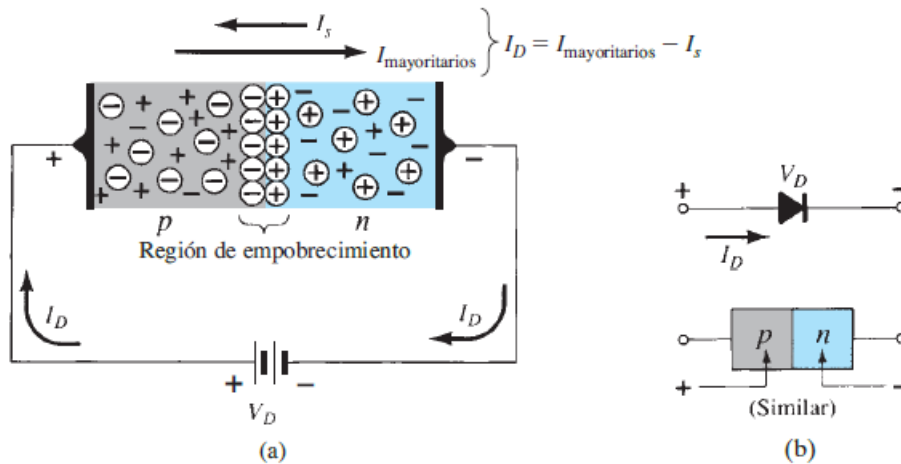 I_s
I_mayoritarios } I_D = I_mayoritarios − I_s
+ −
p n
Región de empobrecimiento
I_D I_D
+ −
V_D
(a)
V_D
+ −
I_D
p n
+ −
(Similar)
(b)